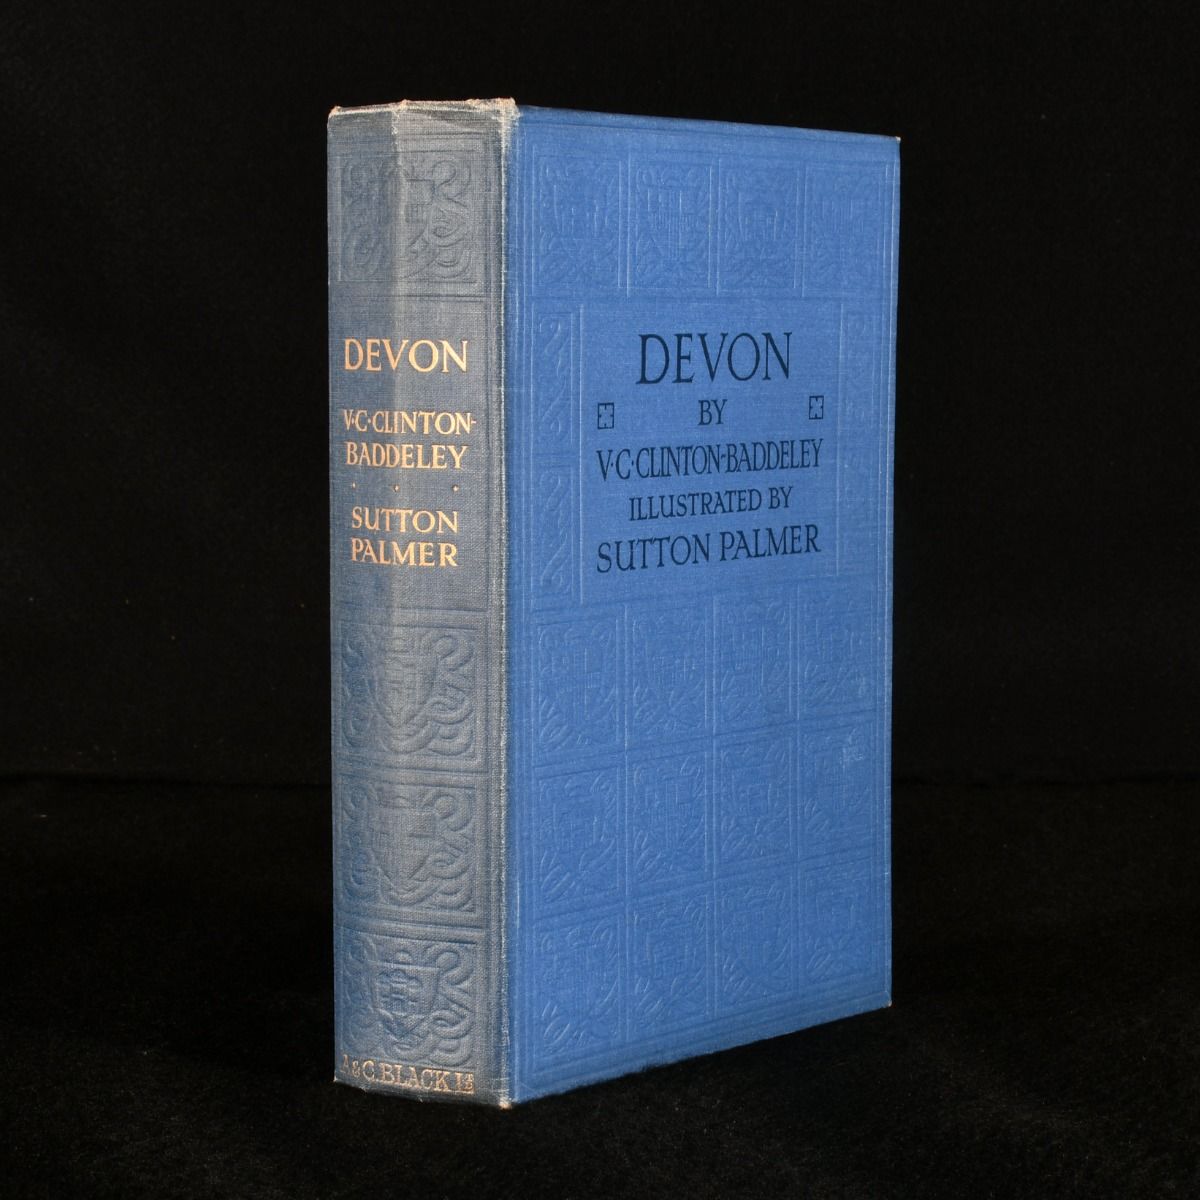 DEVON
V·C·CLINTON-
BADDELEY
· · ·
SUTTON
PALMER
A & C. BLACK LTD
DEVON
BY
V·C·CLINTON-BADDELEY
ILLUSTRATED BY
SUTTON PALMER